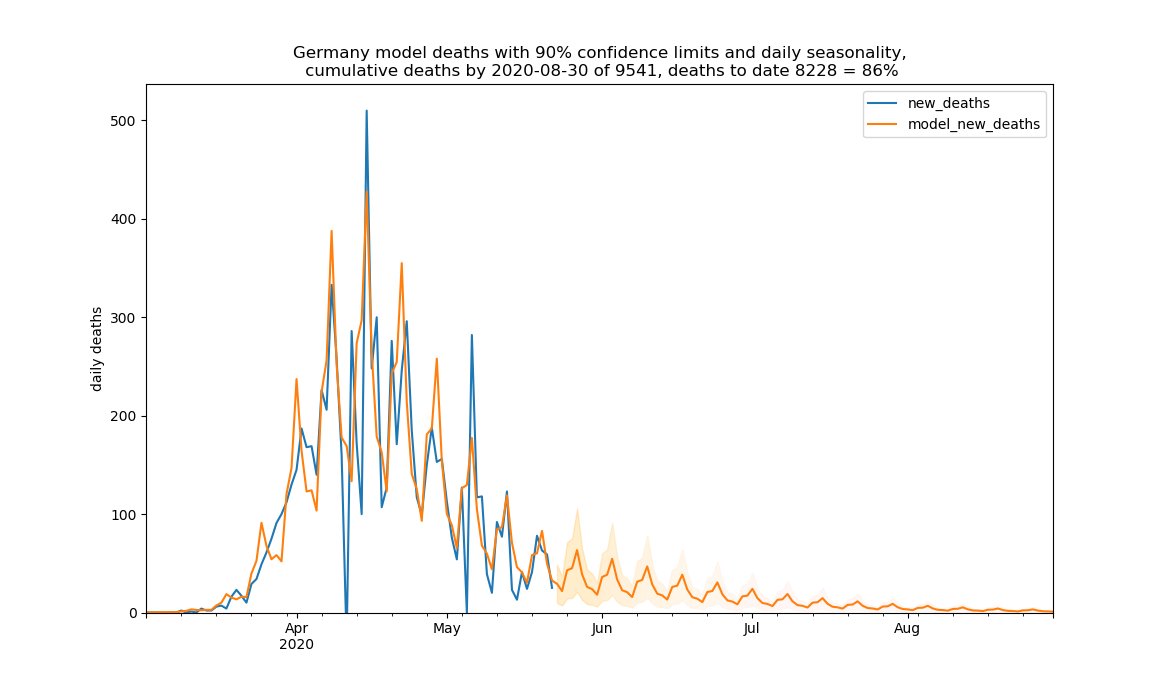 Germany model deaths with 90% confidence limits and daily seasonality,
cumulative deaths by 2020-08-30 of 9541, deaths to date 8228 = 86%
new_deaths
model_new_deaths
daily deaths
500
400
300
200
100
0
Apr
2020
May
Jun
Jul
Aug